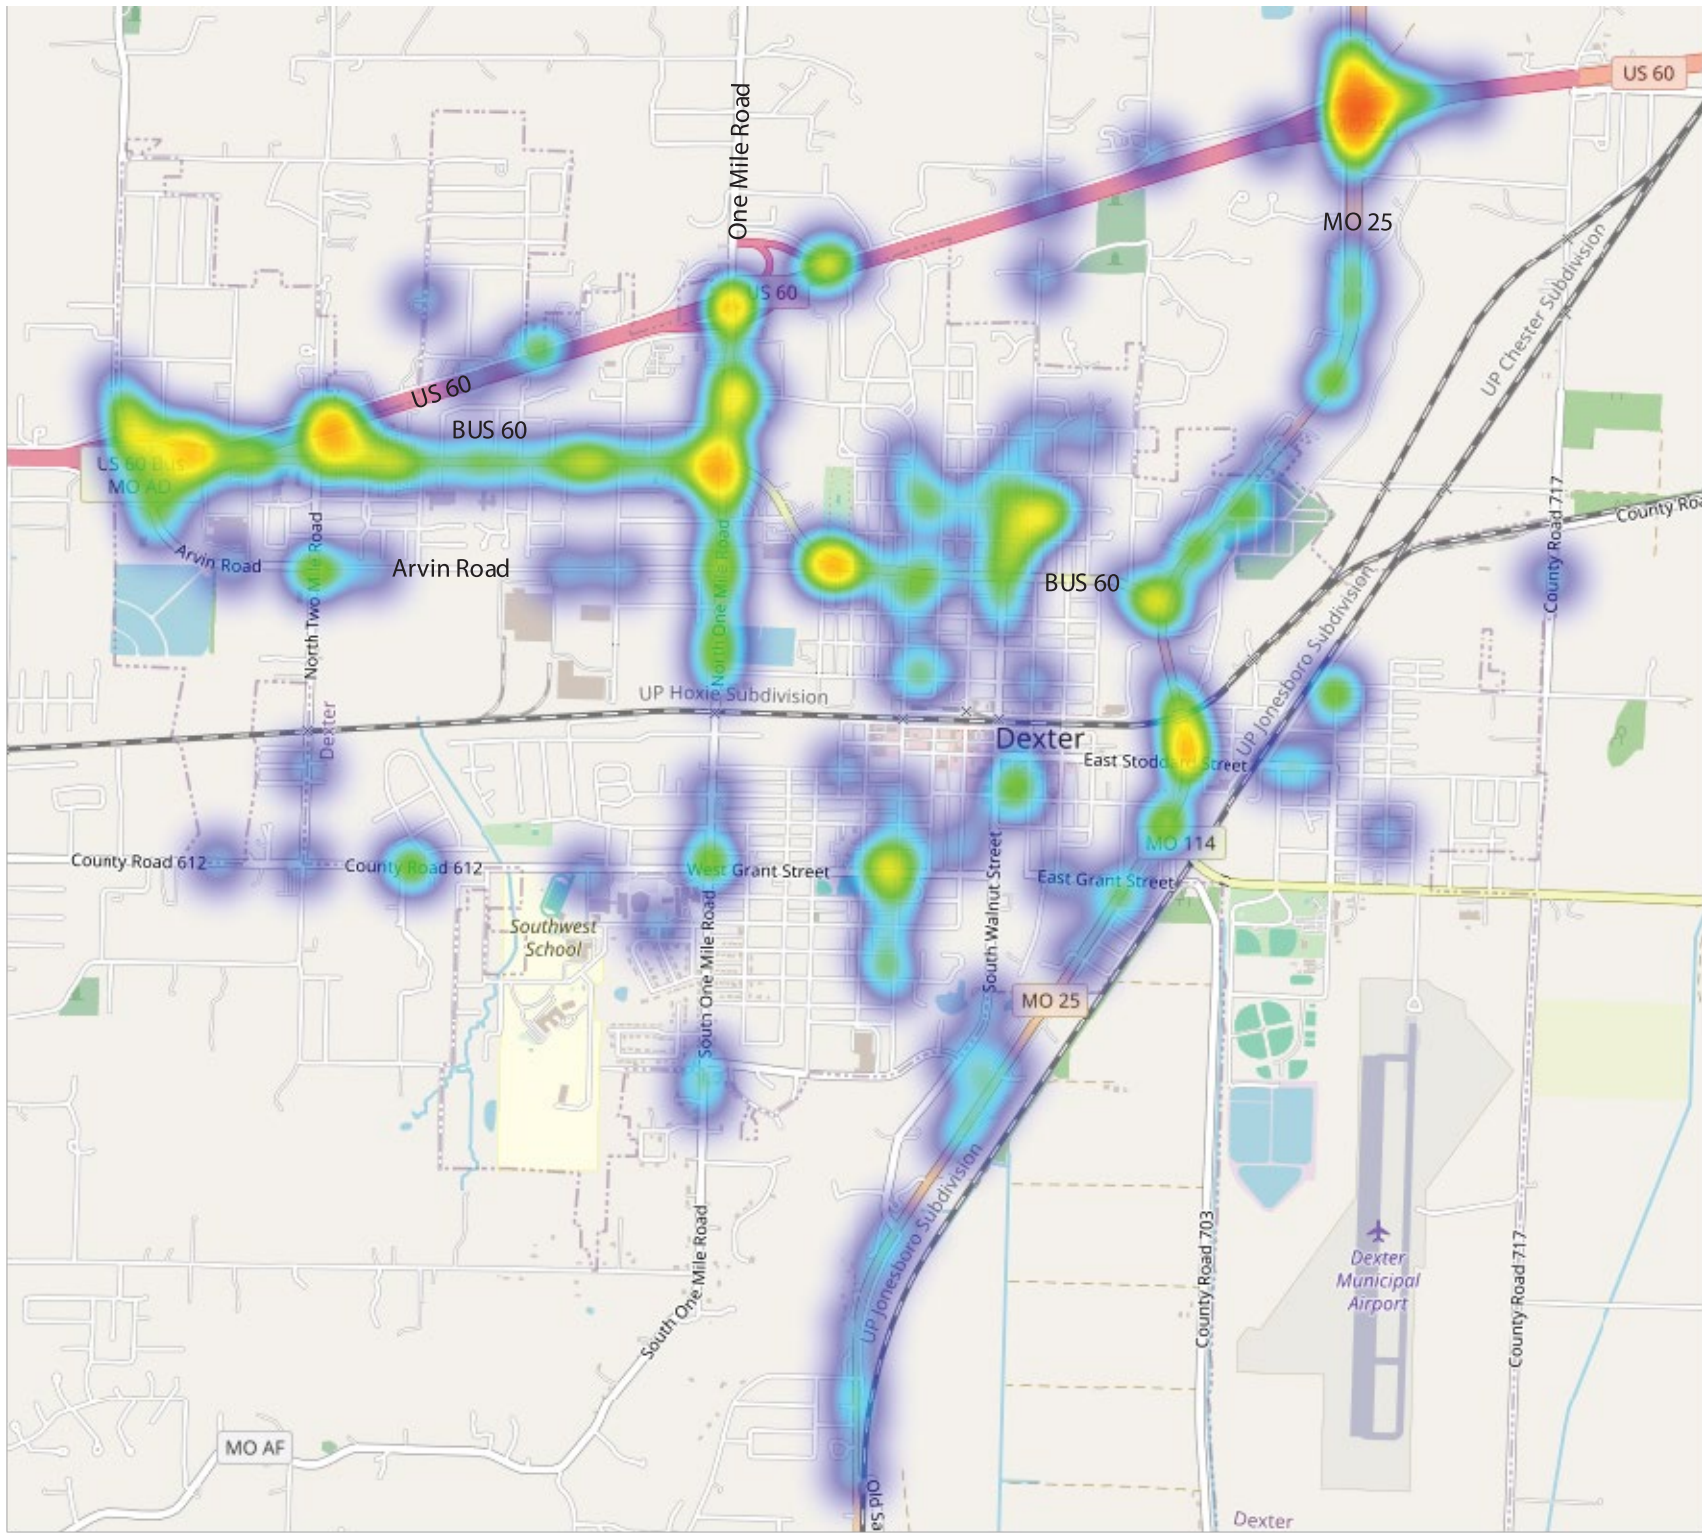 US 60
One Mile Road
MO 25
UP Chester Subdivision
US 60
US 60
BUS 60
US 60 Bus
MO AD
County Road 717
County Roa
Arvin Road
North Two Mile Road
Arvin Road
North One Mile Road
BUS 60
UP Jonesboro Subdivision
UP Hoxie Subdivision
Dexter
Dexter
East Stoddard Street
MO 114
County Road 612
County Road 612
West Grant Street
East Grant Street
Southwest
School
South One Mile Road
South Walnut Street
MO 25
UP Jonesboro Subdivision
South One Mile Road
County Road 703
County Road 717
Dexter
Municipal
Airport
MO AF
Old Sa
Dexter